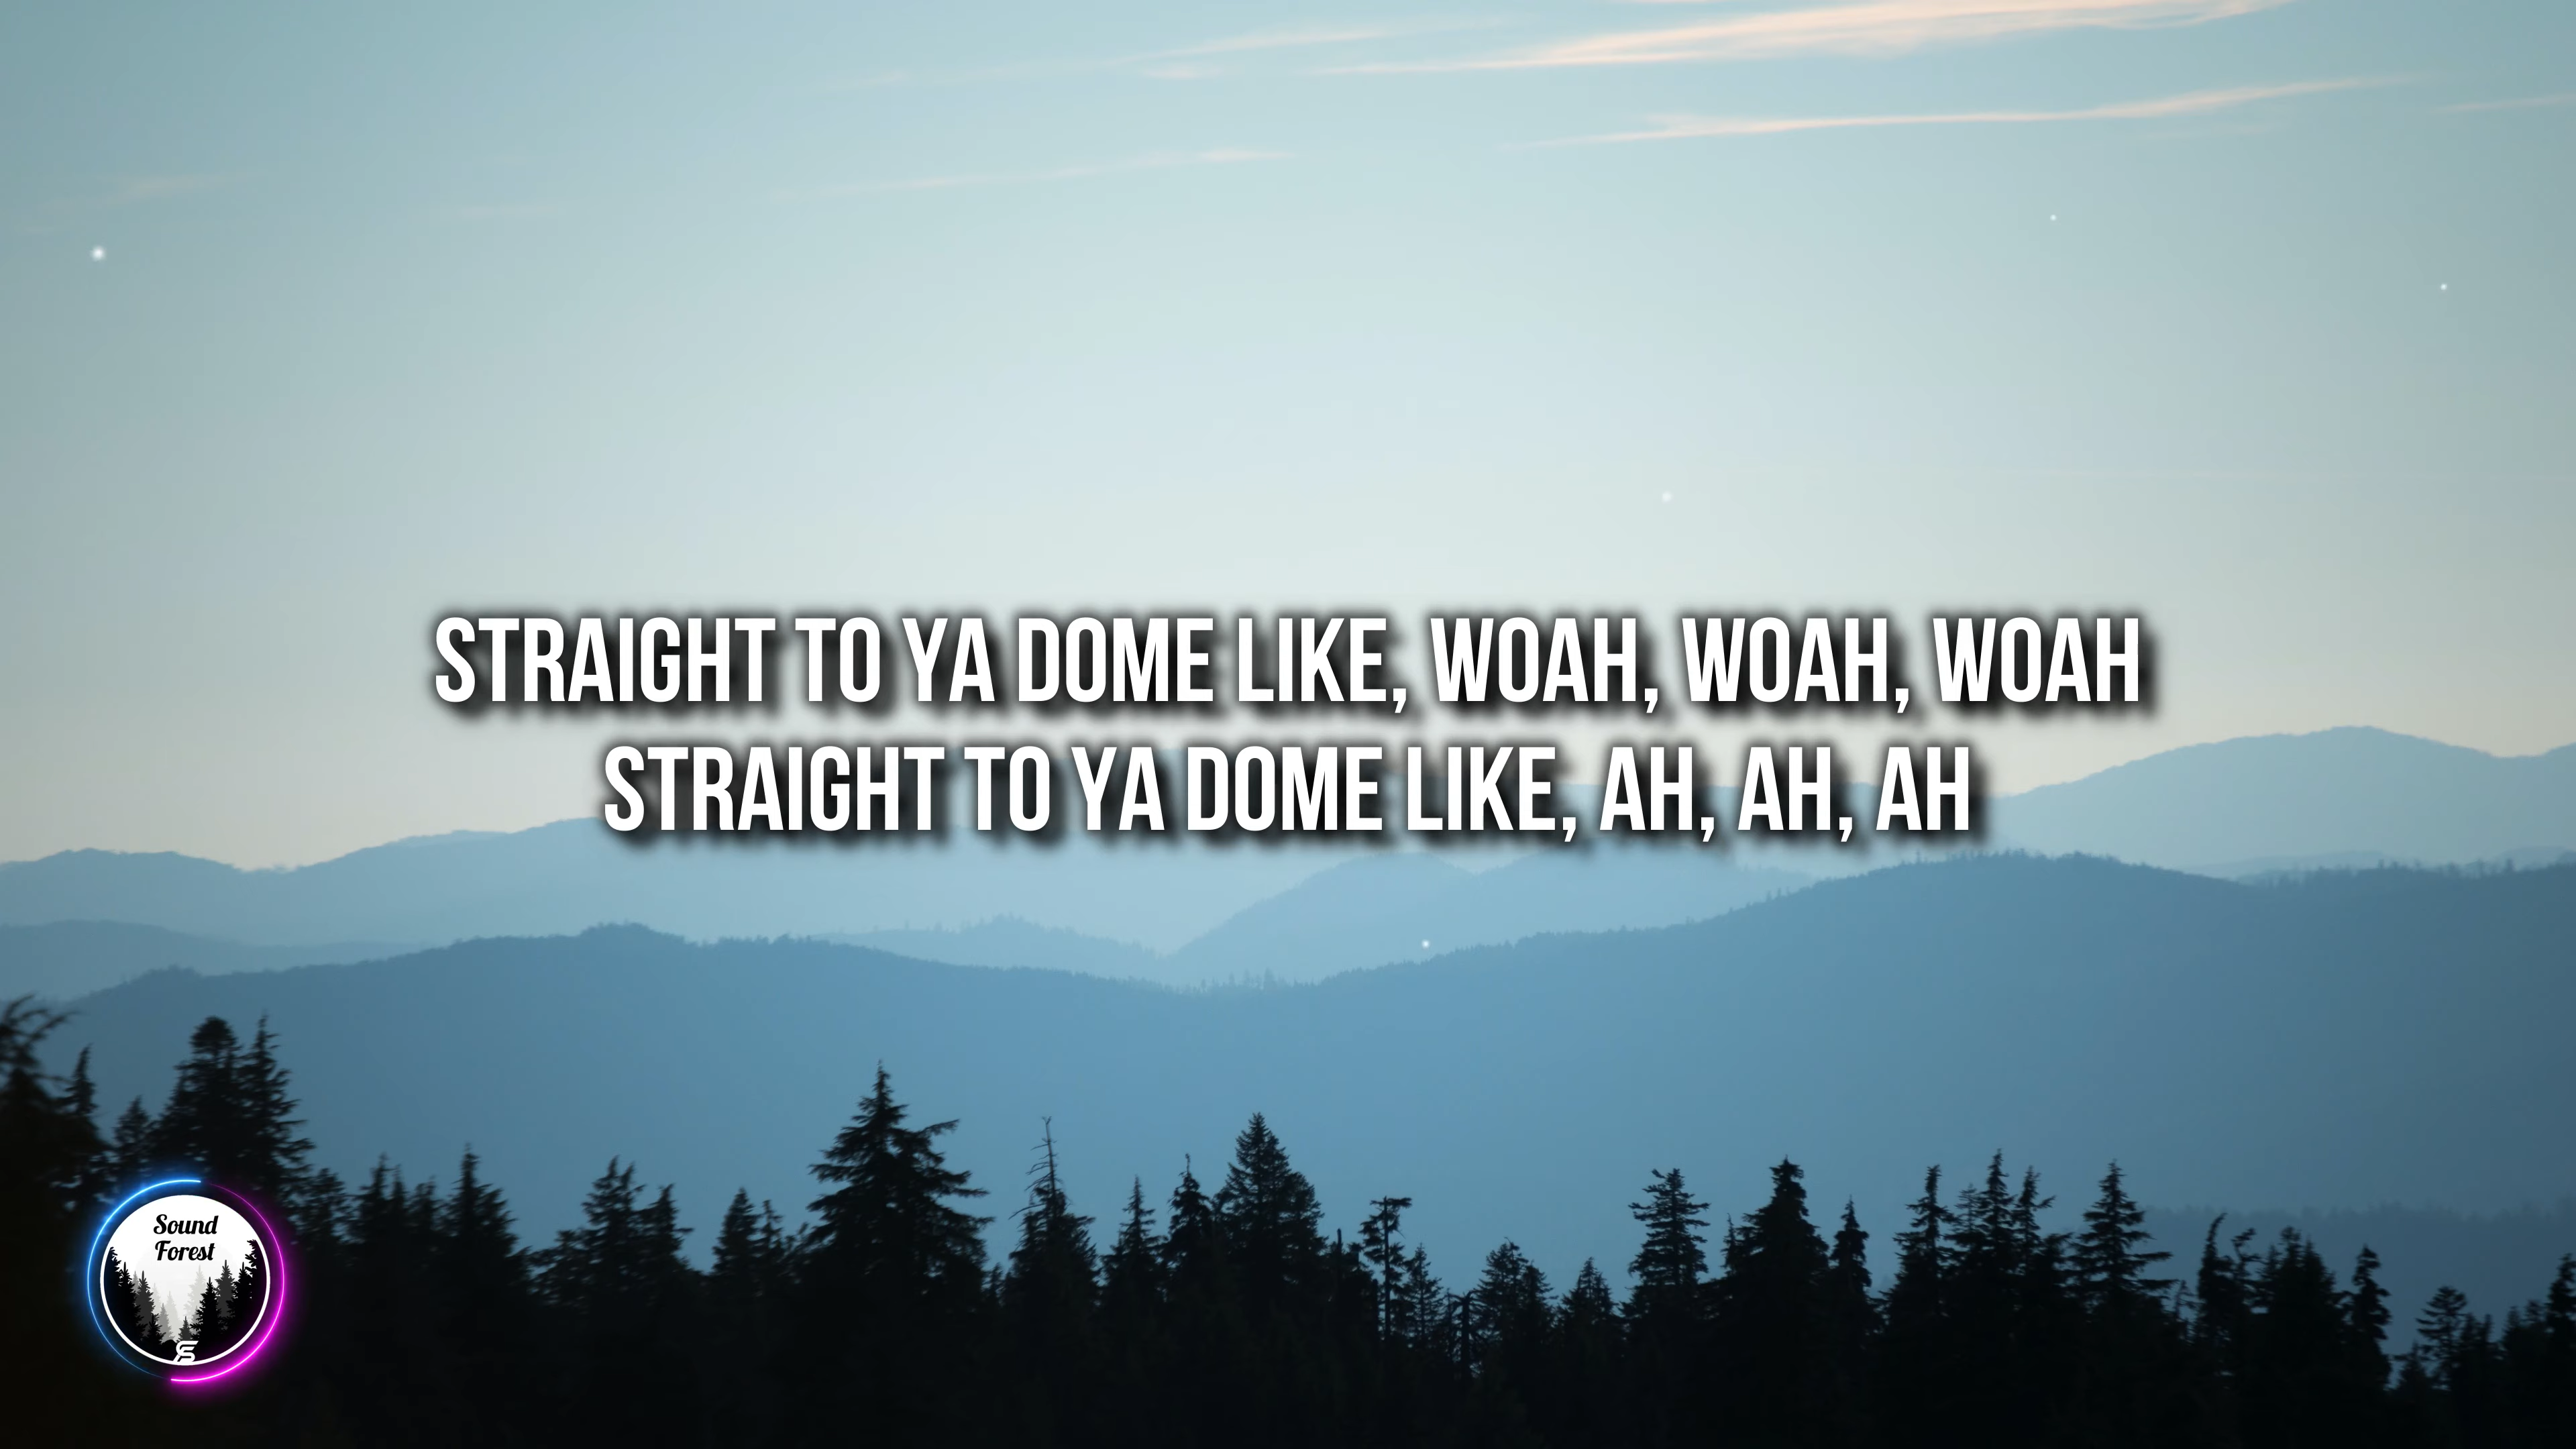 STRAIGHT TO YA DOME LIKE, WOAH, WOAH, WOAH
STRAIGHT TO YA DOME LIKE, AH, AH, AH
Sound
Forest